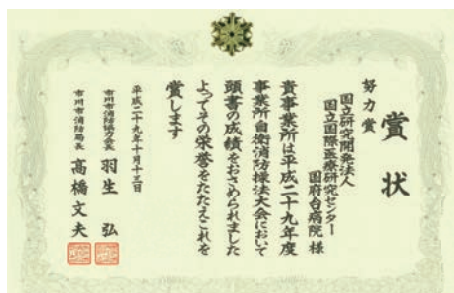 賞状
努力賞
国立研究開発法人
国立国際医療研究センター
国府台病院 様
貴事業所は平成二十九年度
事業所自衛消防操法大会において
頭書の成績をおさめられました
よってその栄誉をたたえこれを
賞します
平成二十九年十月十三日
市川市消防協力会長 羽生 弘
市川市消防局長 高橋文夫